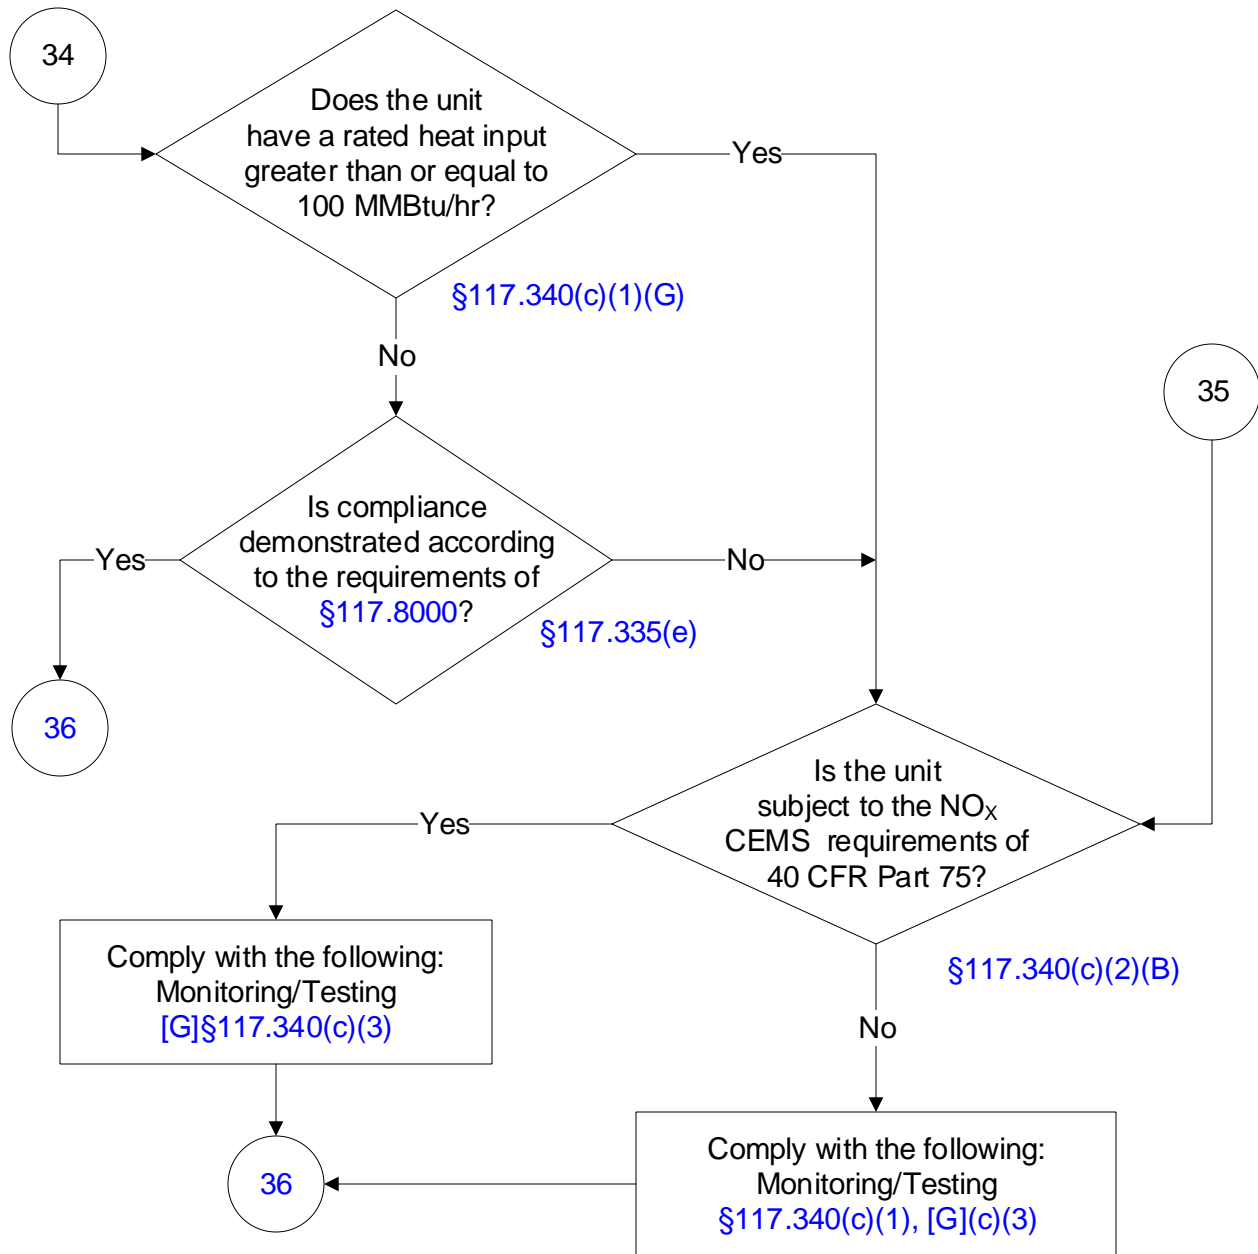 34
Does the unit
have a rated heat input
greater than or equal to
100 MMBtu/hr?
Yes
§117.340(c)(1)(G)
No
35
Is compliance
demonstrated according
to the requirements of
§117.8000?
Yes
No
§117.335(e)
36
Is the unit
subject to the NOX
CEMS requirements of
40 CFR Part 75?
Yes
§117.340(c)(2)(B)
Comply with the following:
Monitoring/Testing
[G]§117.340(c)(3)
No
36
Comply with the following:
Monitoring/Testing
§117.340(c)(1), [G](c)(3)